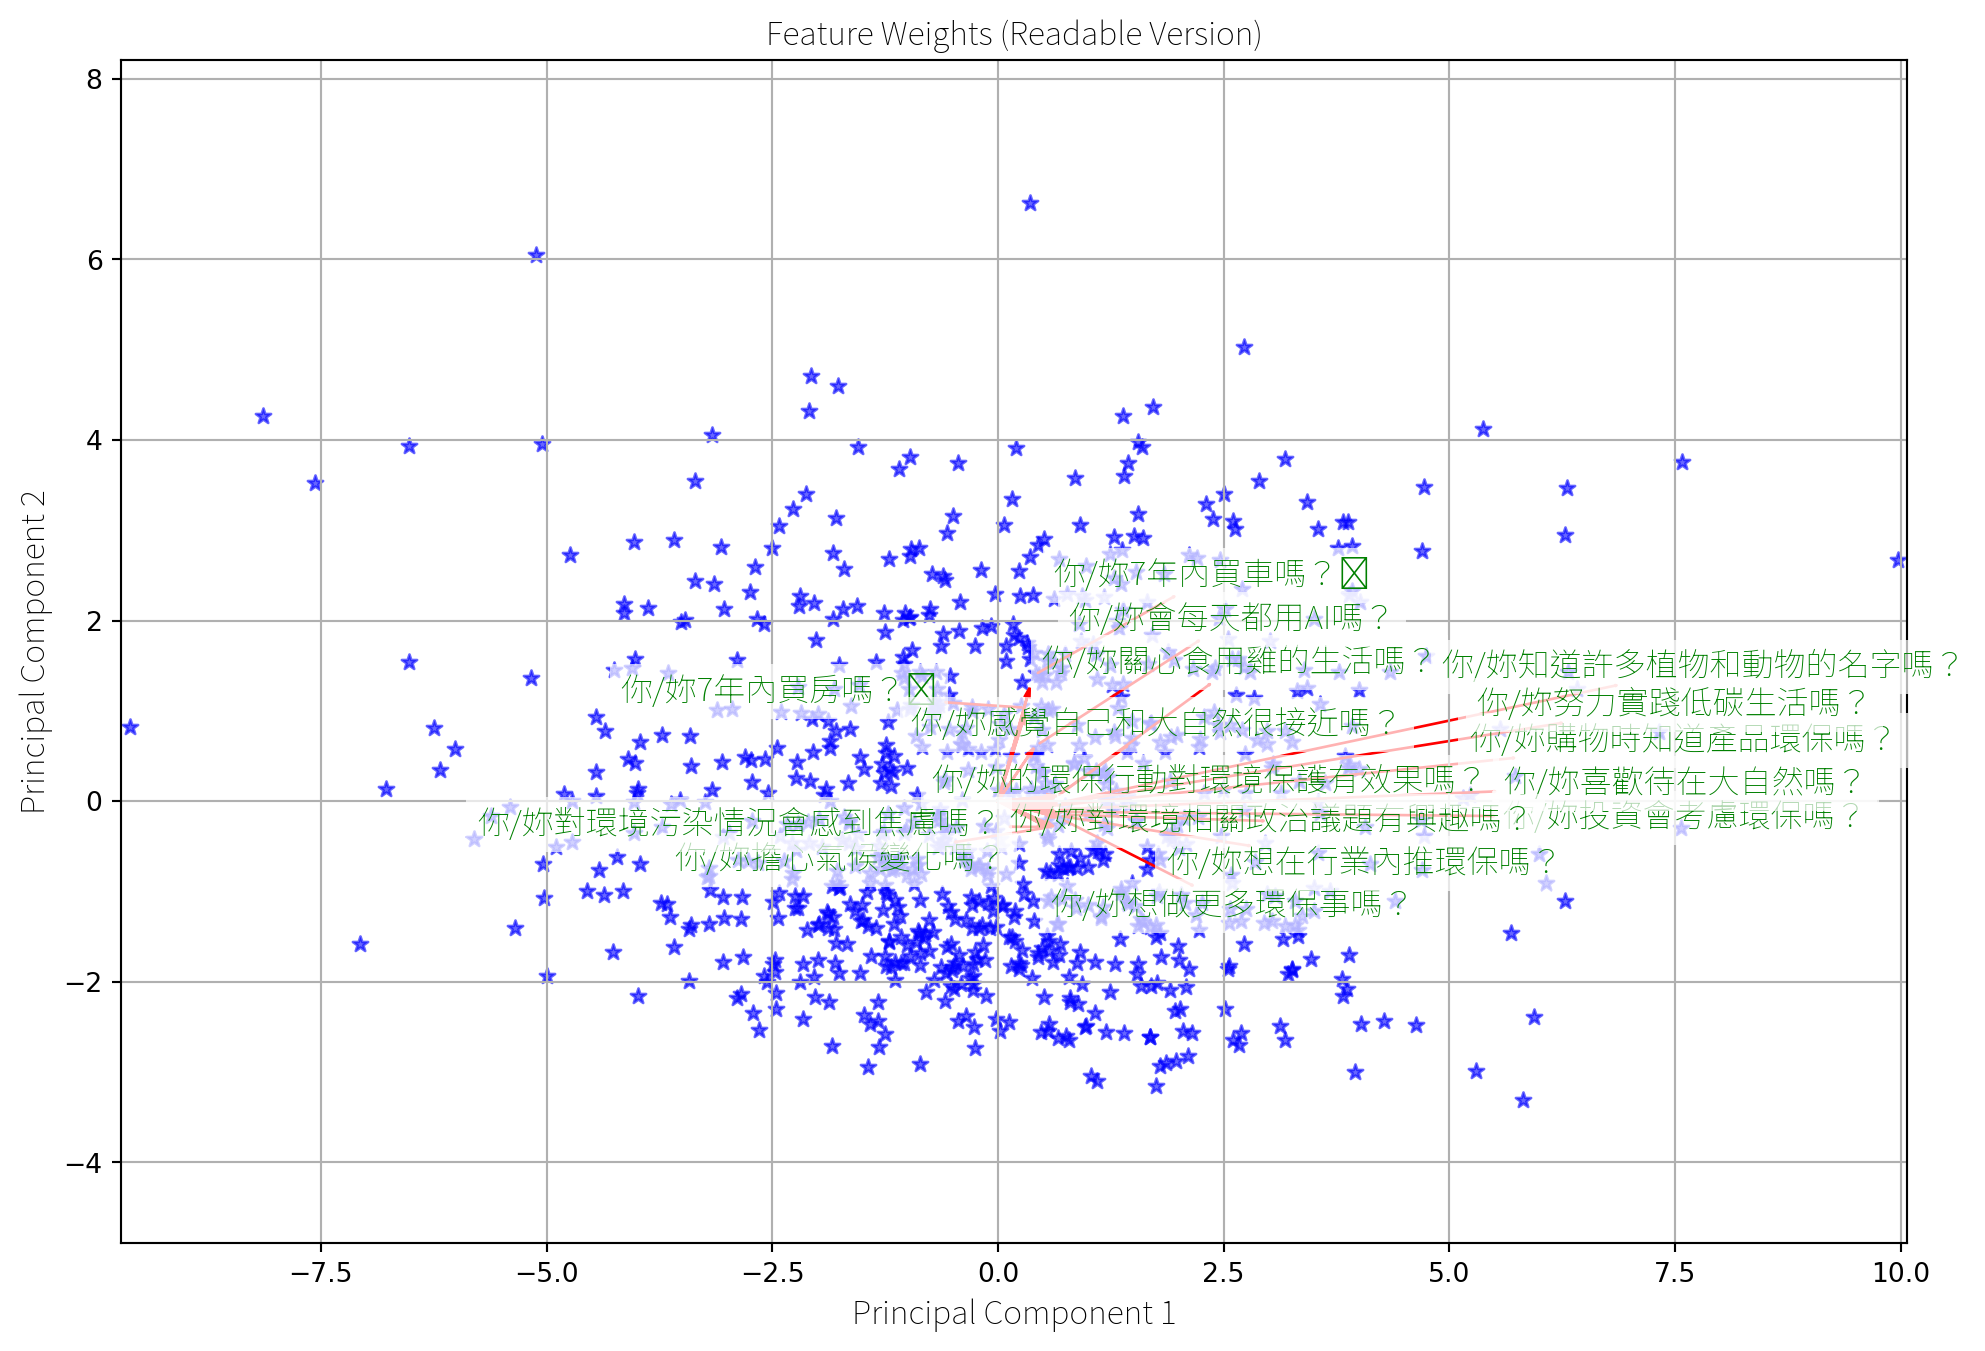 Feature Weights (Readable Version)
8
6
4
2
0
−2
−4
Principal Component 2
你/妳7年內買車嗎？
你/妳會每天都用AI嗎？
你/妳關心食用雞的生活嗎？
你/妳知道許多植物和動物的名字嗎？
你/妳7年內買房嗎？
你/妳努力實踐低碳生活嗎？
你/妳感覺自己和大自然很接近嗎？
你/妳購物時知道產品環保嗎？
你/妳的環保行動對環境保護有效果嗎？
你/妳喜歡待在大自然嗎？
你/妳對環境污染情況會感到焦慮嗎？
你/妳對環境相關政治議題有興趣嗎？
你/妳投資會考慮環保嗎？
你/妳擔心氣候變化嗎？
你/妳想在行業內推環保嗎？
你/妳想做更多環保事嗎？
−7.5
−5.0
−2.5
0.0
2.5
5.0
7.5
10.0
Principal Component 1